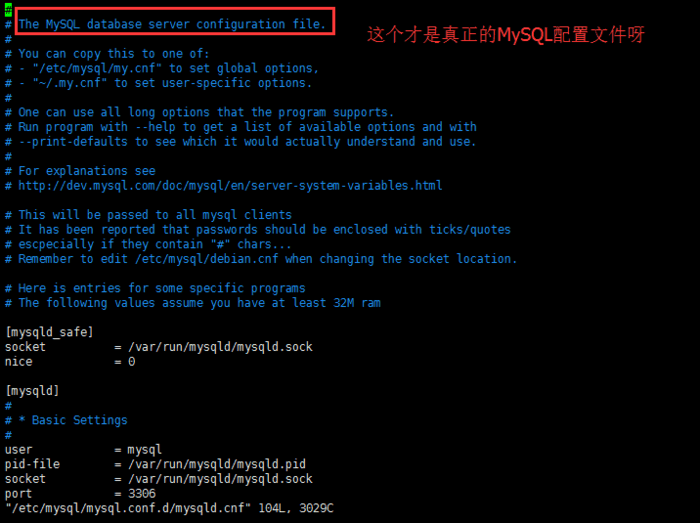 #
# The MySQL database server configuration file.
这个才是真正的MySQL配置文件呀
#
# You can copy this to one of:
# - "/etc/mysql/my.cnf" to set global options,
# - "~/.my.cnf" to set user-specific options.
#
# One can use all long options that the program supports.
# Run program with --help to get a list of available options and with
# --print-defaults to see which it would actually understand and use.
#
# For explanations see
# http://dev.mysql.com/doc/mysql/en/server-system-variables.html

# This will be passed to all mysql clients
# It has been reported that passwords should be enclosed with ticks/quotes
# escpecially if they contain "#" chars...
# Remember to edit /etc/mysql/debian.cnf when changing the socket location.

# Here is entries for some specific programs
# The following values assume you have at least 32M ram

[mysqld_safe]
socket = /var/run/mysqld/mysqld.sock
nice = 0

[mysqld]
#
# * Basic Settings
#
user = mysql
pid-file = /var/run/mysqld/mysqld.pid
socket = /var/run/mysqld/mysqld.sock
port = 3306
"/etc/mysql/mysql.conf.d/mysqld.cnf" 104L, 3029C